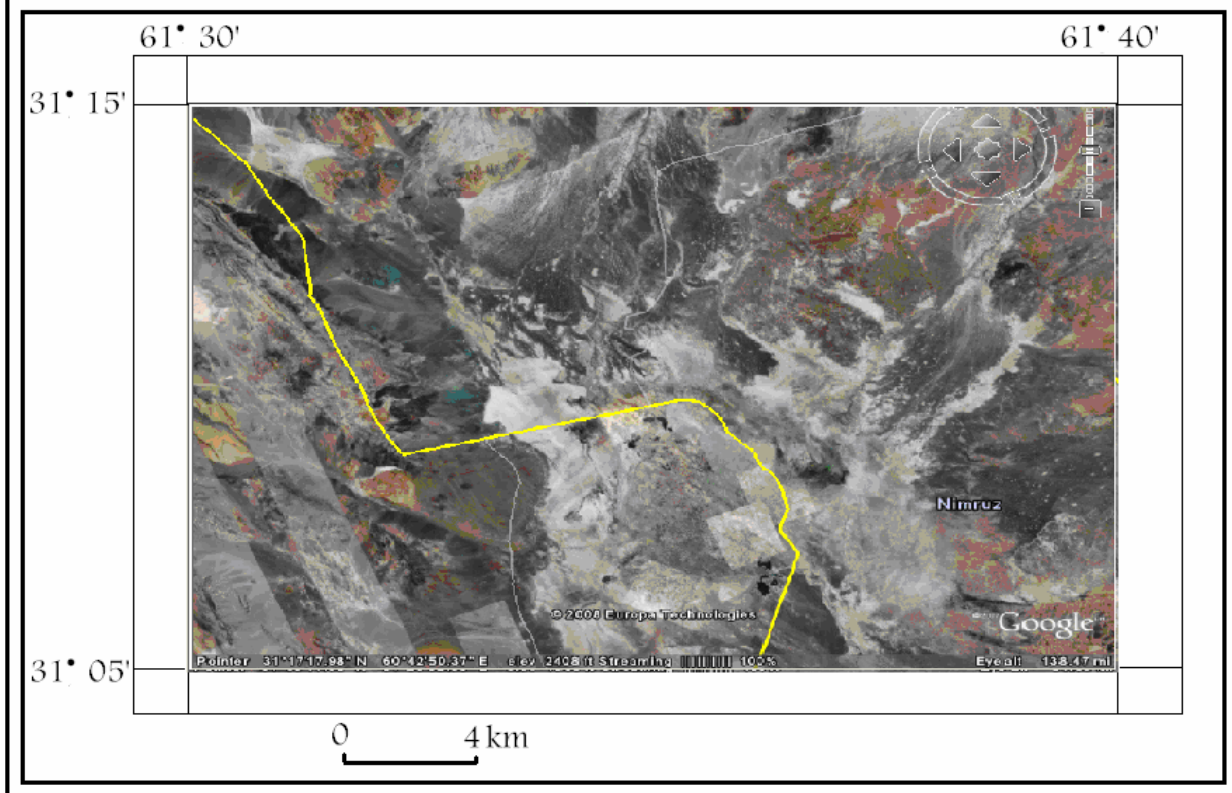 61° 30' 61° 40'
31° 15'
Nimruz
© 2008 Europa Technologies
Google
Pointer 31°17'17.98" N 60°42'50.37" E elev 2408 ft Streaming |||||||||| 100% Eye alt 138.47 mi
31° 05'
0 4 km